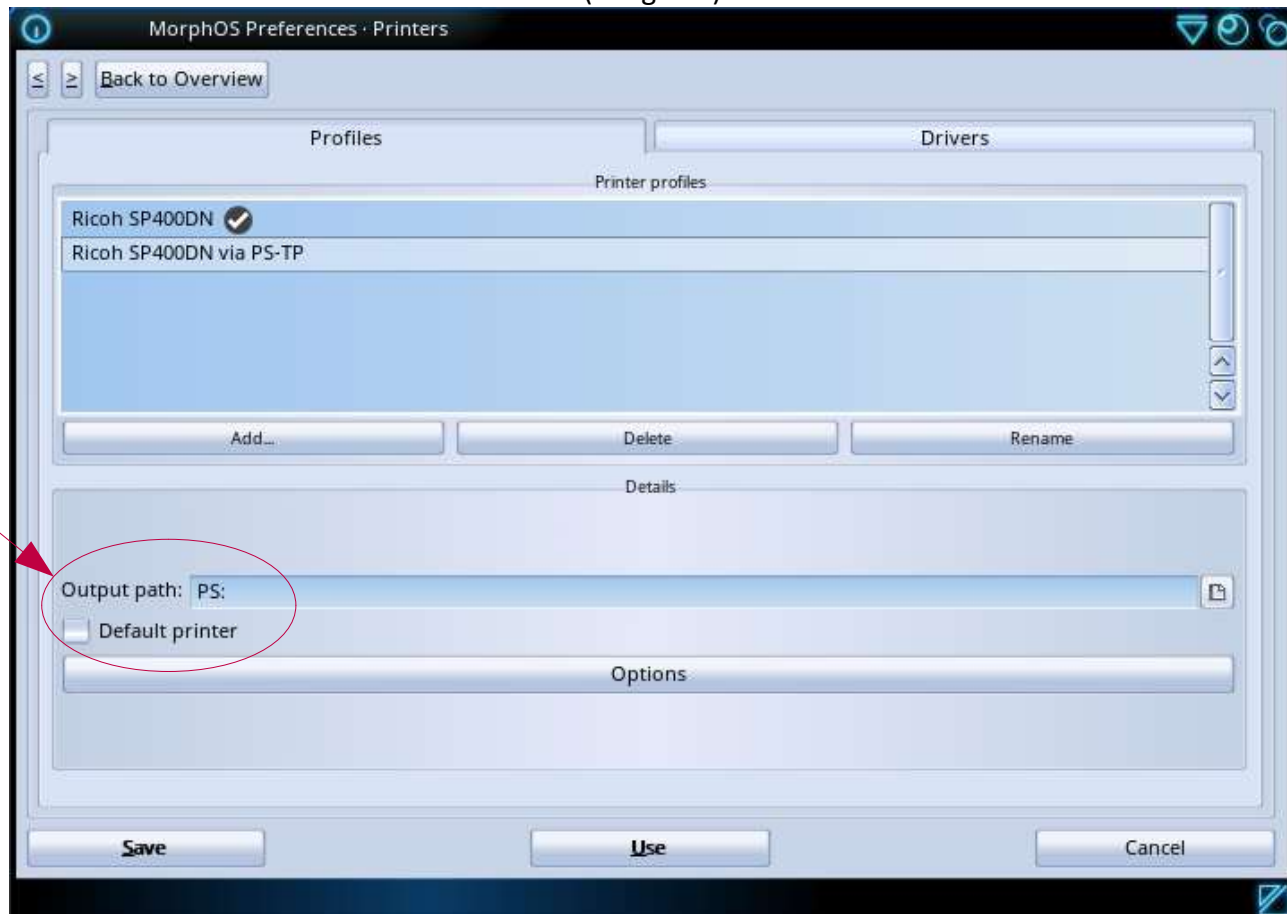 MorphOS Preferences · Printers
≤ ≥ Back to Overview
Profiles Drivers
Printer profiles
Ricoh SP400DN
Ricoh SP400DN via PS-TP
Add... Delete Rename
Details
Output path: PS:
Default printer
Options
Save Use Cancel